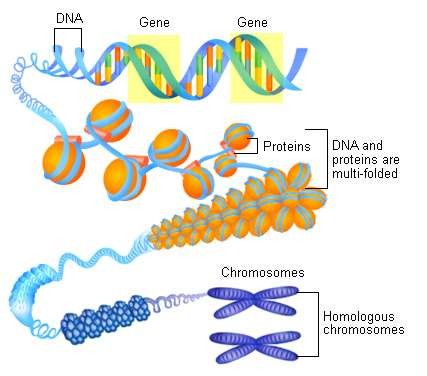 DNA
Gene
Gene
Proteins
DNA and
proteins are
multi-folded
Chromosomes
Homologous
chromosomes